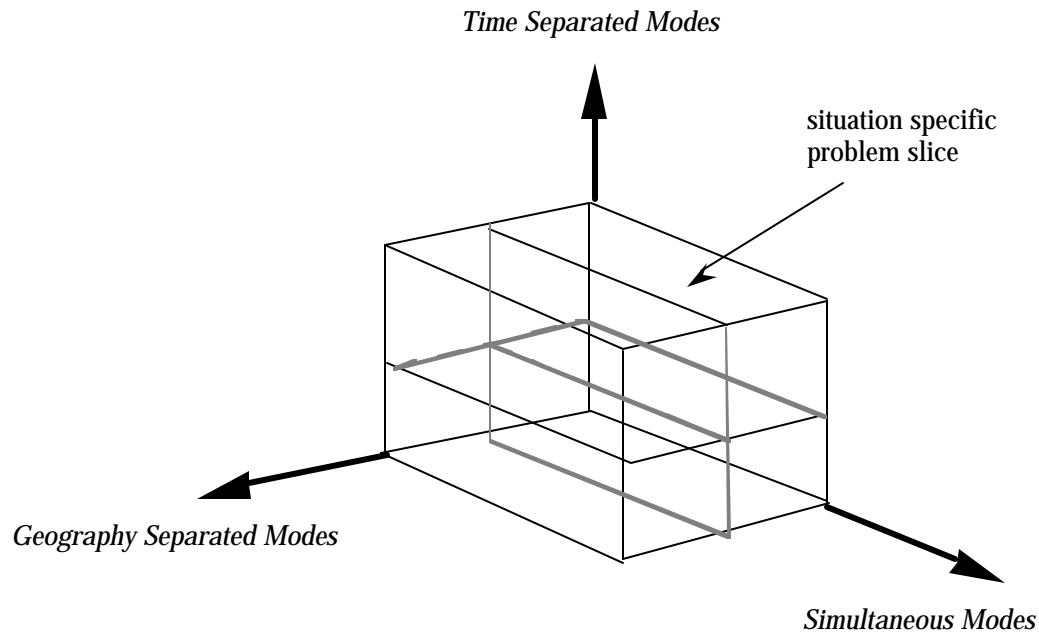 Time Separated Modes
situation specific
problem slice
Geography Separated Modes
Simultaneous Modes